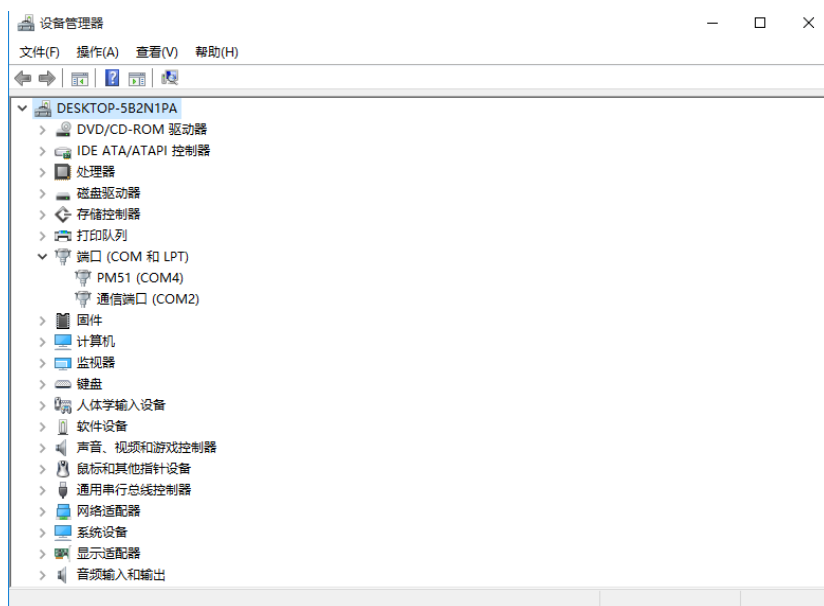 设备管理器
文件(F) 操作(A) 查看(V) 帮助(H)
DESKTOP-5B2N1PA
DVD/CD-ROM 驱动器
IDE ATA/ATAPI 控制器
处理器
磁盘驱动器
存储控制器
打印队列
端口 (COM 和 LPT)
PM51 (COM4)
通信端口 (COM2)
固件
计算机
监视器
键盘
人体学输入设备
软件设备
声音、视频和游戏控制器
鼠标和其他指针设备
通用串行总线控制器
网络适配器
系统设备
显示适配器
音频输入和输出